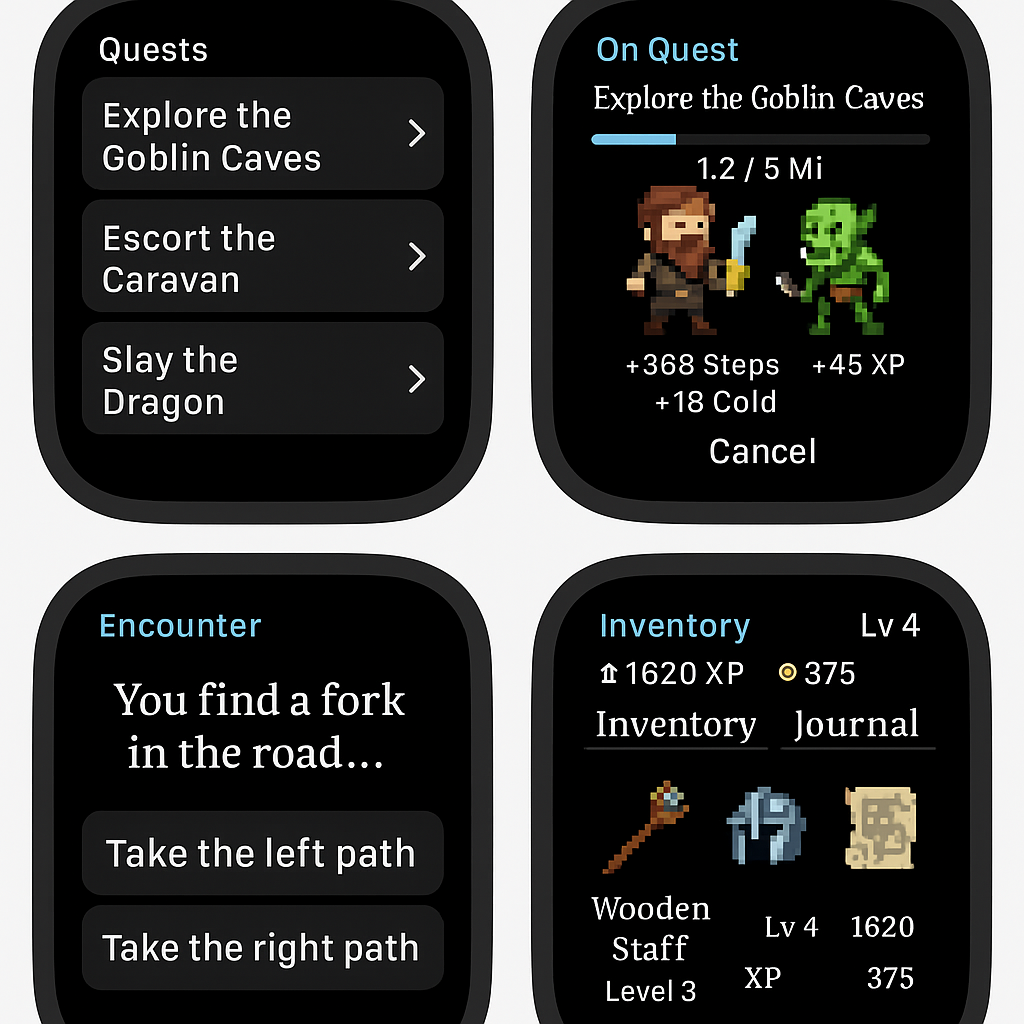 Quests
Explore the
Goblin Caves
Escort the
Caravan
Slay the
Dragon
On Quest
Explore the Goblin Caves
1.2 / 5 Mi
+368 Steps +45 XP
+18 Cold
Cancel
Encounter
You find a fork
in the road...
Take the left path
Take the right path
Inventory Lv 4
1620 XP 375
Inventory Journal
Wooden
Staff
Level 3
Lv 4 1620
XP 375